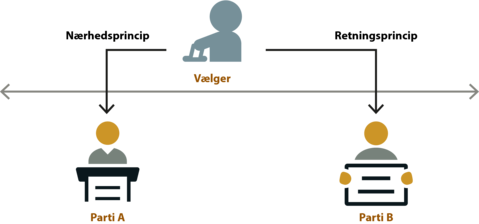 Nærhedsprincip
Retningsprincip
Vælger
Parti A
Parti B